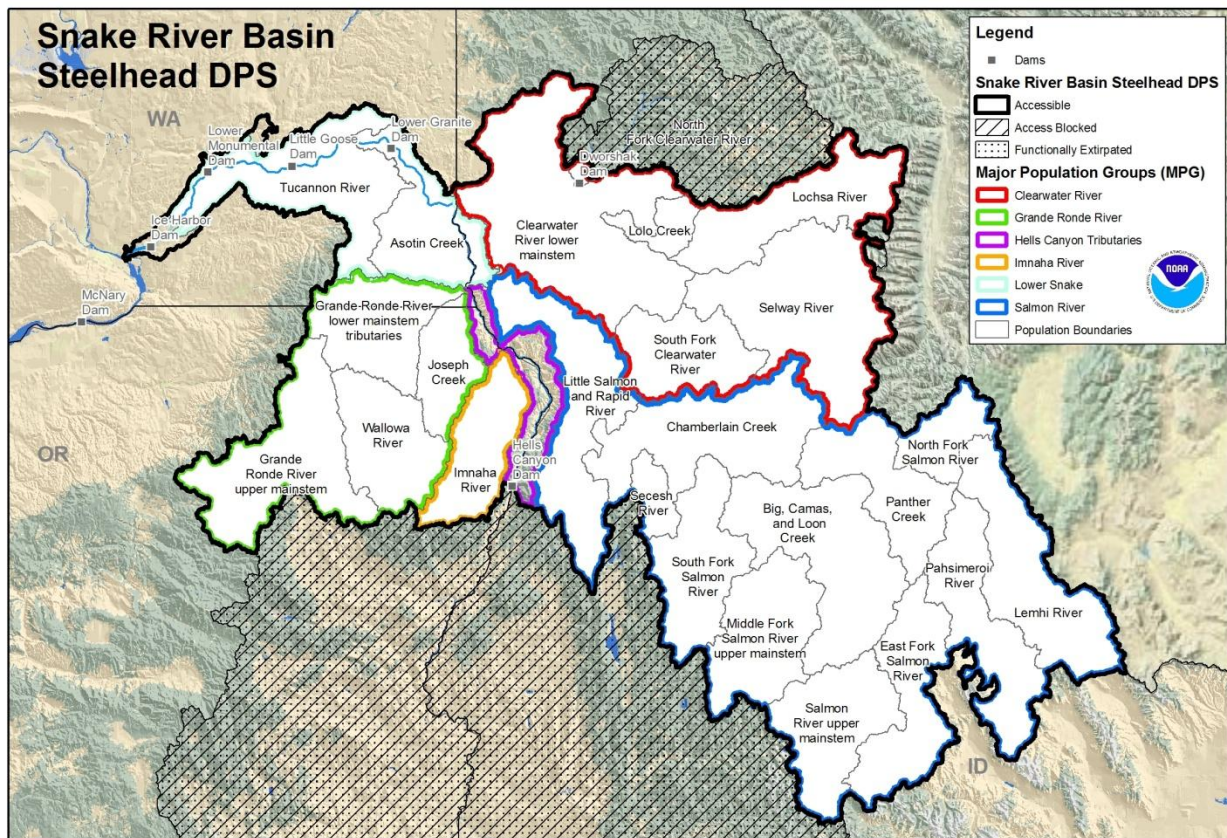 Snake River Basin
Steelhead DPS
WA
Lower
Monumental
Dam
Little Goose
Dam
Lower Granite
Dam
Tucannon River
Ice Harbor
Dam
McNary
Dam
Asotin Creek
North
Fork Clearwater River
Dworshak
Dam
Clearwater
River lower
mainstem
Lolo Creek
Lochsa River
Selway River
South Fork
Clearwater
River
Grande-Ronde-River
lower mainstem
tributaries
Joseph
Creek
Wallowa
River
OR
Grande
Ronde River
upper mainstem
Imnaha
River
Hells
Canyon
Dam
Little Salmon
and Rapid
River
Chamberlain Creek
Secesh
River
North Fork
Salmon River
Panther
Creek
Big, Camas,
and Loon
Creek
South Fork
Salmon
River
Pahsimeroi
River
Lemhi River
Middle Fork
Salmon River
upper mainstem
East Fork
Salmon
River
Salmon
River upper
mainstem
ID
Legend
Dams
Snake River Basin Steelhead DPS
Accessible
Access Blocked
Functionally Extirpated
Major Population Groups (MPG)
Clearwater River
Grande Ronde River
Hells Canyon Tributaries
Imnaha River
Lower Snake
Salmon River
Population Boundaries
NOAA